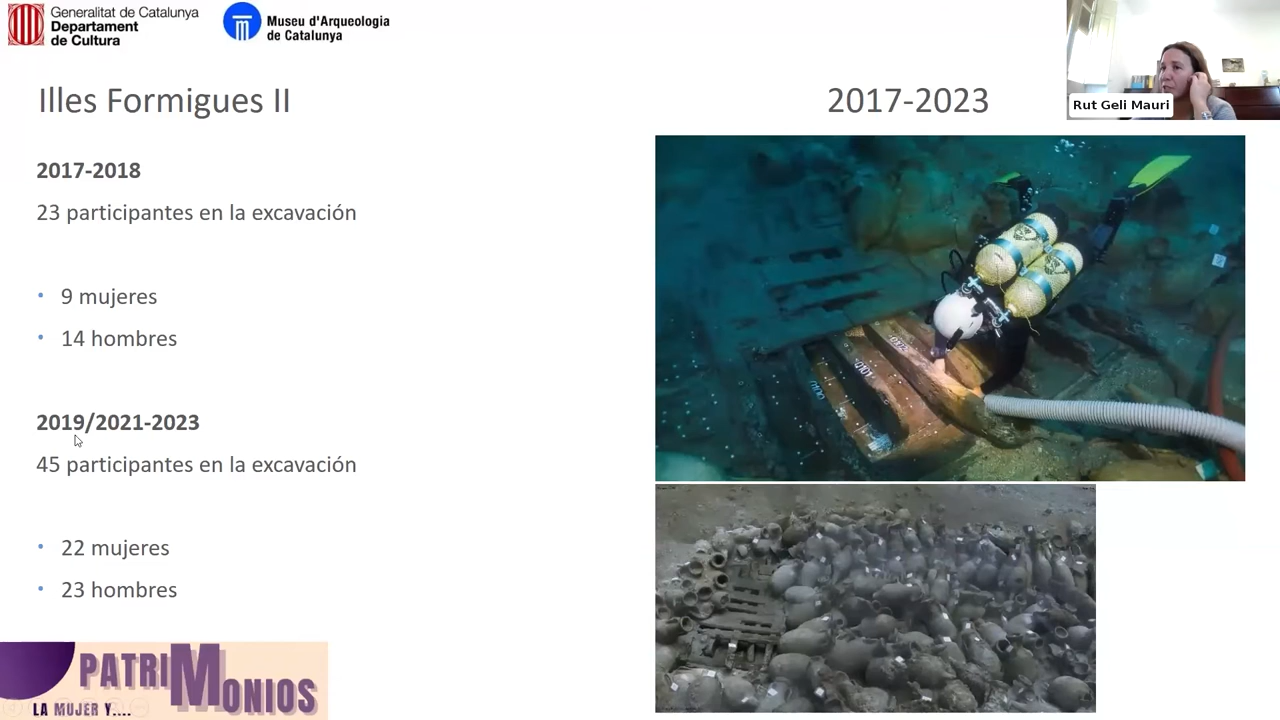 Generalitat de Catalunya
Departament
de Cultura
Museu d'Arqueologia
de Catalunya
Rut Geli Mauri
Illes Formigues II
2017-2023
2017-2018
23 participantes en la excavación
9 mujeres
14 hombres
2019/2021-2023
45 participantes en la excavación
22 mujeres
23 hombres
PATRIMONIOS
LA MUJER Y....